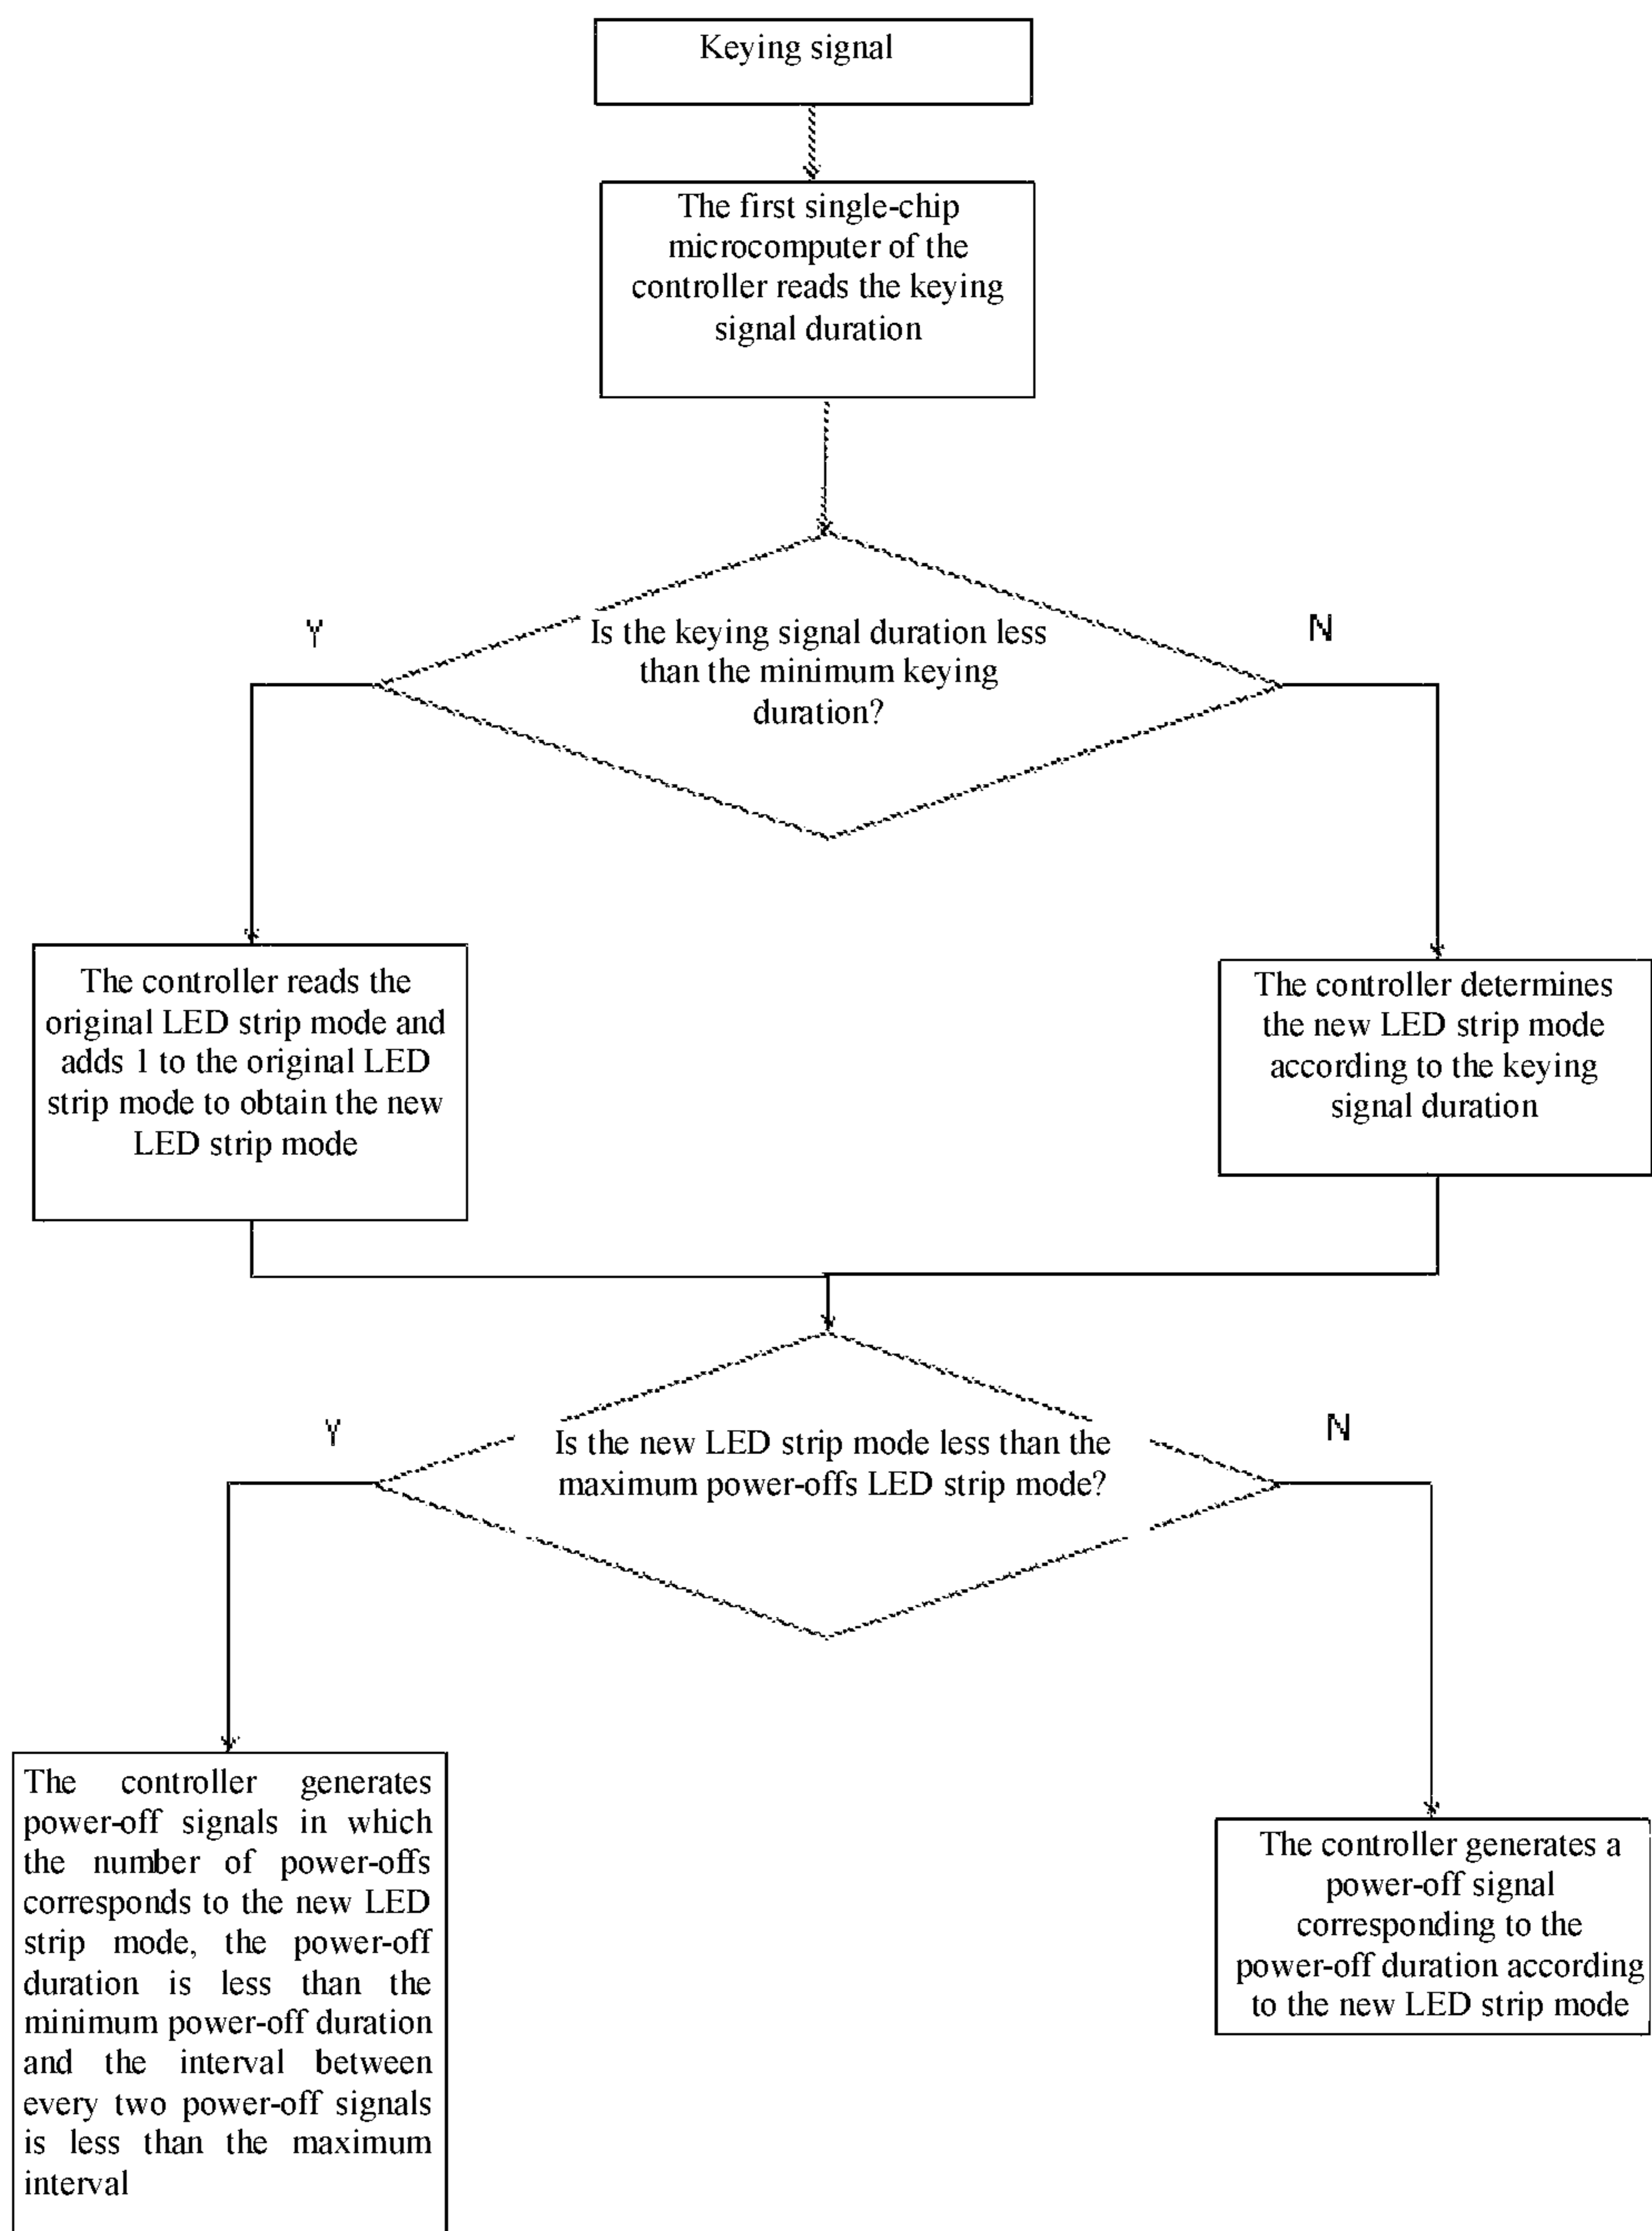 Keying signal
The first single-chip
microcomputer of the
controller reads the keying
signal duration
Y
Is the keying signal duration less
than the minimum keying
duration?
N
The controller reads the
original LED strip mode and
adds 1 to the original LED
strip mode to obtain the new
LED strip mode
The controller determines
the new LED strip mode
according to the keying
signal duration
Y
Is the new LED strip mode less than the
maximum power-offs LED strip mode?
N
The controller generates
power-off signals in which
the number of power-offs
corresponds to the new LED
strip mode, the power-off
duration is less than the
minimum power-off duration
and the interval between
every two power-off signals
is less than the maximum
interval
The controller generates a
power-off signal
corresponding to the
power-off duration according
to the new LED strip mode